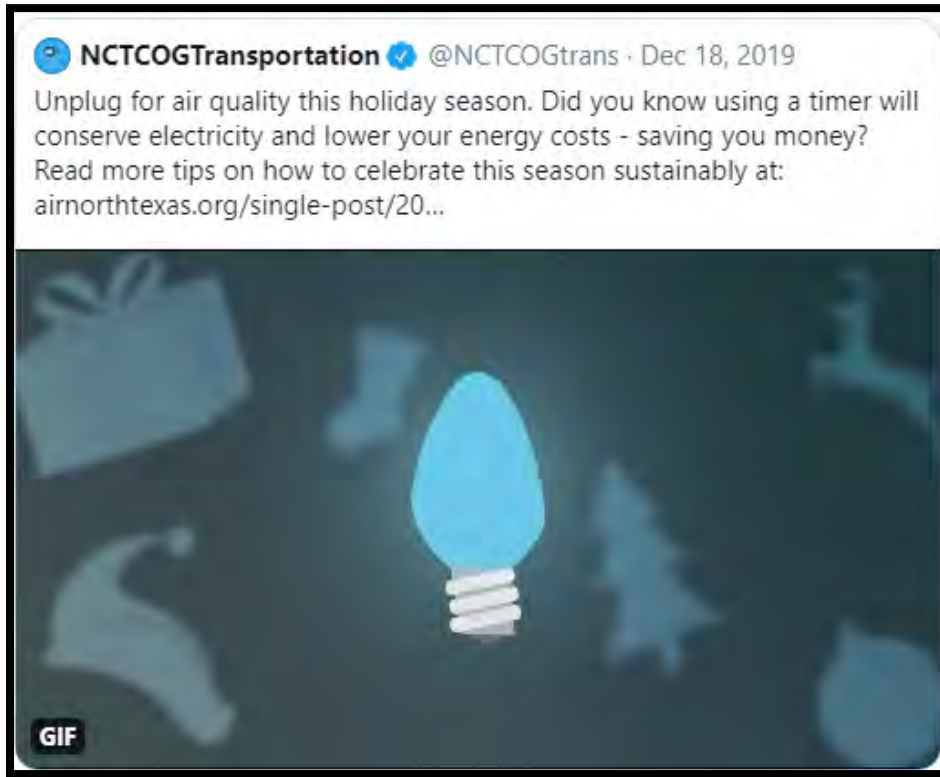 NCTCOGTransportation @NCTCOGtrans · Dec 18, 2019
Unplug for air quality this holiday season. Did you know using a timer will
conserve electricity and lower your energy costs - saving you money?
Read more tips on how to celebrate this season sustainably at:
airnorthtexas.org/single-post/20...
GIF